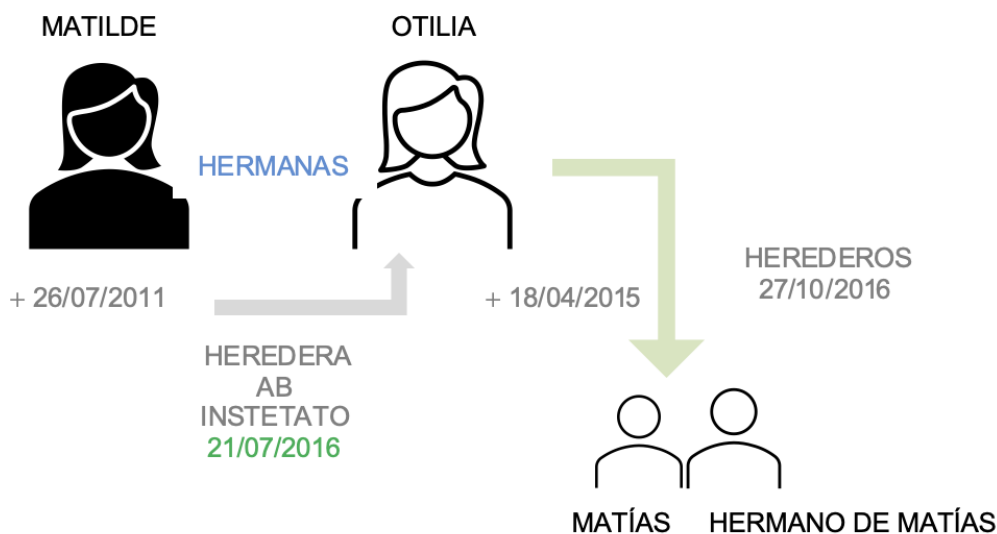 MATILDE
OTILIA
HERMANAS
+ 26/07/2011
+ 18/04/2015
HEREDEROS
27/10/2016
HEREDERA
AB
INSTETATO
21/07/2016
MATÍAS
HERMANO DE MATÍAS